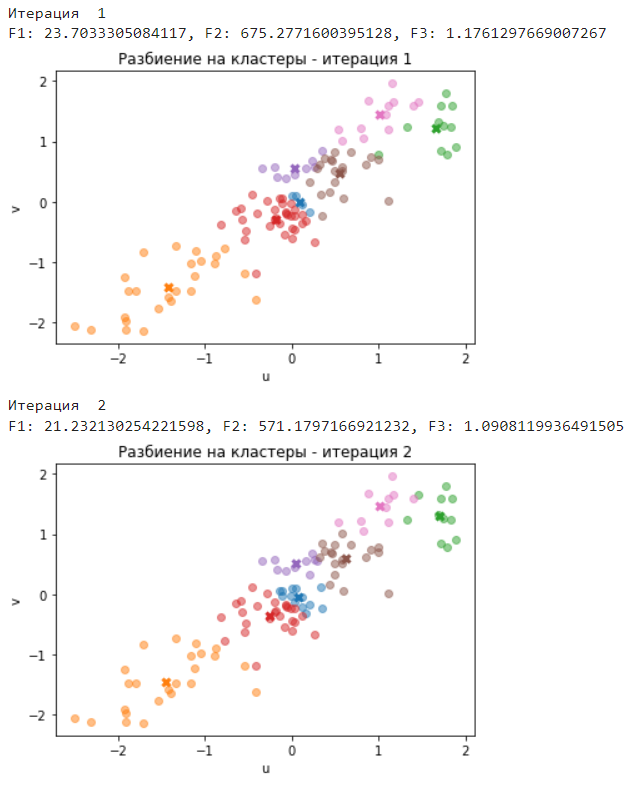 Итерация  1
F1: 23.7033305084117, F2: 675.2771600395128, F3: 1.1761297669007267
Разбиение на кластеры - итерация 1
2
1
0
−1
−2
v
−2 −1 0 1 2
u
Итерация  2
F1: 21.232130254221598, F2: 571.1797166921232, F3: 1.0908119936491505
Разбиение на кластеры - итерация 2
2
1
0
−1
−2
v
−2 −1 0 1 2
u